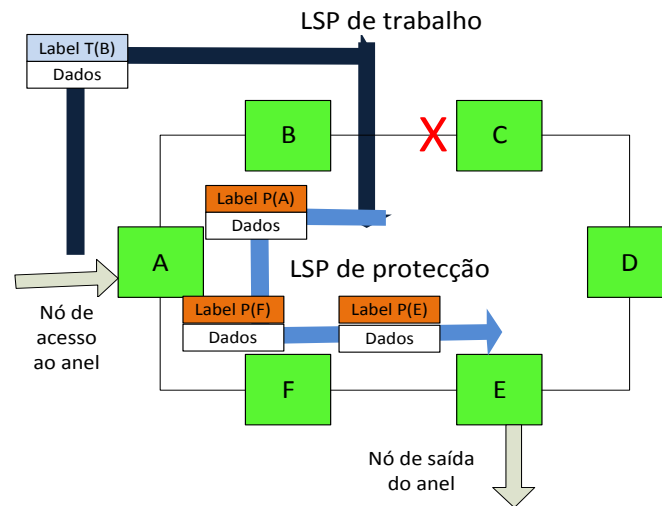 LSP de trabalho
Label T(B)
Dados
B
X
C
Label P(A)
Dados
A
LSP de protecção
D
Nó de
acesso
ao anel
Label P(F)
Dados
Label P(E)
Dados
F
E
Nó de saída
do anel